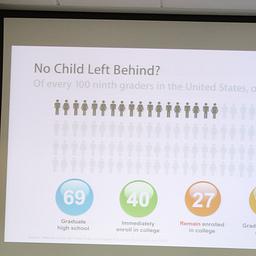 No Child Left Behind?
Of every 100 ninth graders in the United States,
69
40
27
Graduate
high school
Immediately
enroll in college
Remain enrolled
in college